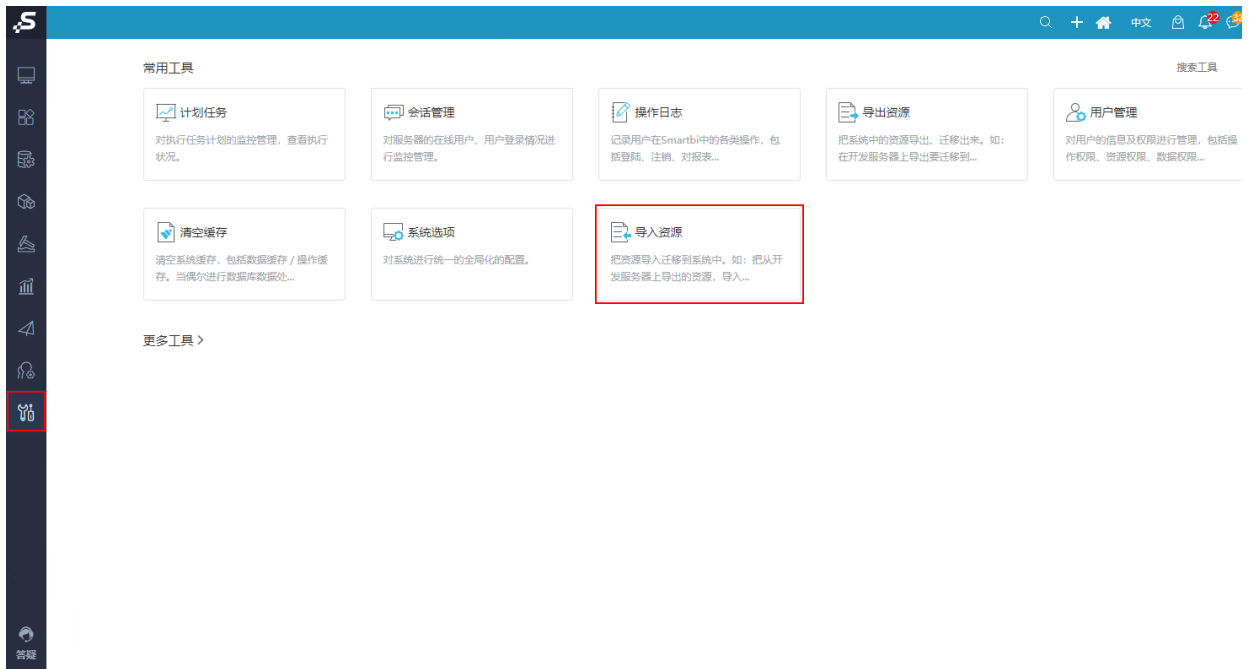 中文
22
常用工具
搜索工具
计划任务
对执行任务计划的监控管理，查看执行
状况。
会话管理
对服务器的在线用户、用户登录情况进
行监控管理。
操作日志
记录用户在Smartbi中的各类操作，包
括登陆、注销、对报表...
导出资源
把系统中的资源导出、迁移出来。如：
在开发服务器上导出要迁移到...
用户管理
对用户的信息及权限进行管理，包括操
作权限、资源权限、数据权限...
清空缓存
清空系统缓存，包括数据缓存 / 操作缓
存。当偶尔进行数据库数据处...
系统选项
对系统进行统一的全局化的配置。
导入资源
把资源导入迁移到系统中。如：把从开
发服务器上导出的资源，导入...
更多工具 >
答疑